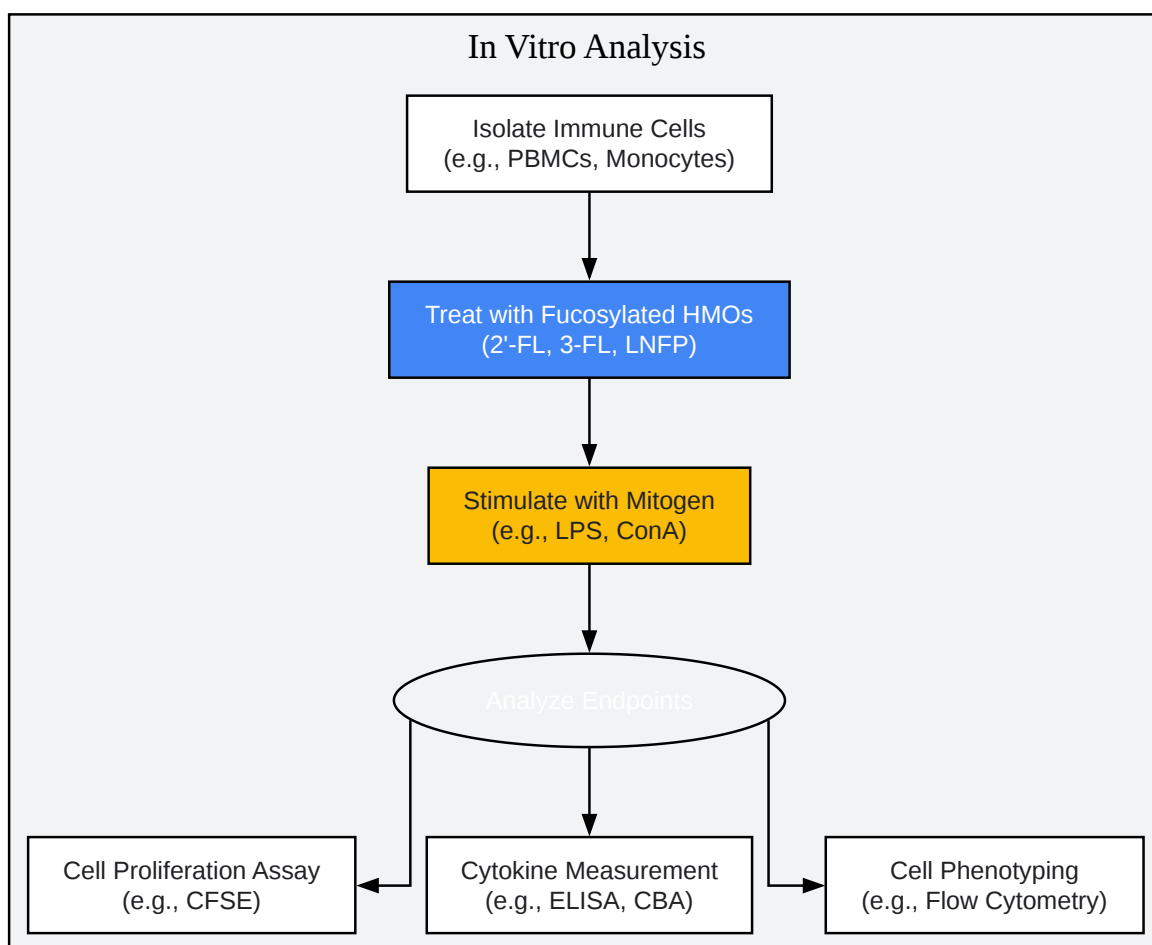 In Vitro Analysis
Isolate Immune Cells
(e.g., PBMCs, Monocytes)
Treat with Fucosylated HMOs
(2'-FL, 3-FL, LNFP)
Stimulate with Mitogen
(e.g., LPS, ConA)
Analyze Endpoints
Cell Proliferation Assay
(e.g., CFSE)
Cytokine Measurement
(e.g., ELISA, CBA)
Cell Phenotyping
(e.g., Flow Cytometry)